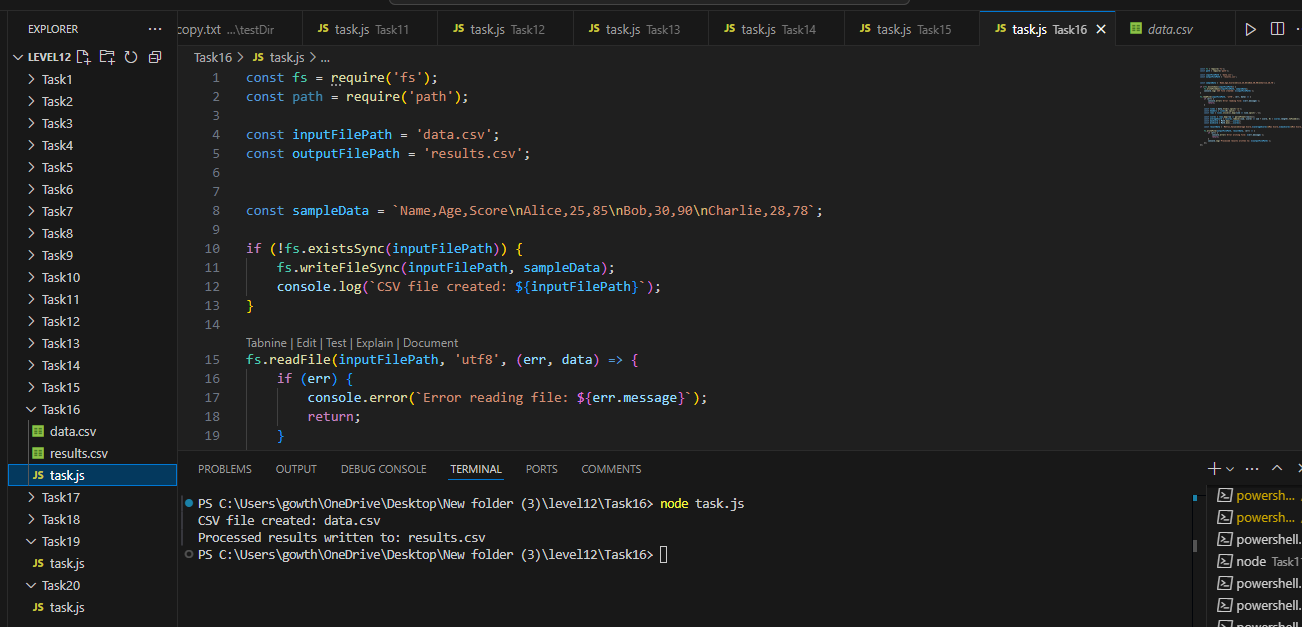 EXPLORER ...
copy.txt ...\testDir JS task.js Task11 JS task.js Task12 JS task.js Task13 JS task.js Task14 JS task.js Task15 JS task.js Task16 data.csv
LEVEL12
Task1
Task2
Task3
Task4
Task5
Task6
Task7
Task8
Task9
Task10
Task11
Task12
Task13
Task14
Task15
Task16
data.csv
results.csv
JS task.js
Task17
Task18
Task19
JS task.js
Task20
JS task.js
Task16 > JS task.js > ...
1 const fs = require('fs');
2 const path = require('path');
3
4 const inputFilePath = 'data.csv';
5 const outputFilePath = 'results.csv';
6
7
8 const sampleData = `Name,Age,Score\nAlice,25,85\nBob,30,90\nCharlie,28,78`;
9
10 if (!fs.existsSync(inputFilePath)) {
11 fs.writeFileSync(inputFilePath, sampleData);
12 console.log(`CSV file created: ${inputFilePath}`);
13 }
14
Tabnine | Edit | Test | Explain | Document
15 fs.readFile(inputFilePath, 'utf8', (err, data) => {
16 if (err) {
17 console.error(`Error reading file: ${err.message}`);
18 return;
19 }
PROBLEMS OUTPUT DEBUG CONSOLE TERMINAL PORTS COMMENTS
PS C:\Users\gowth\OneDrive\Desktop\New folder (3)\level12\Task16> node task.js
CSV file created: data.csv
Processed results written to: results.csv
PS C:\Users\gowth\OneDrive\Desktop\New folder (3)\level12\Task16>
powersh...
powersh...
powershell
node Task1
powershell
powershell
powershell